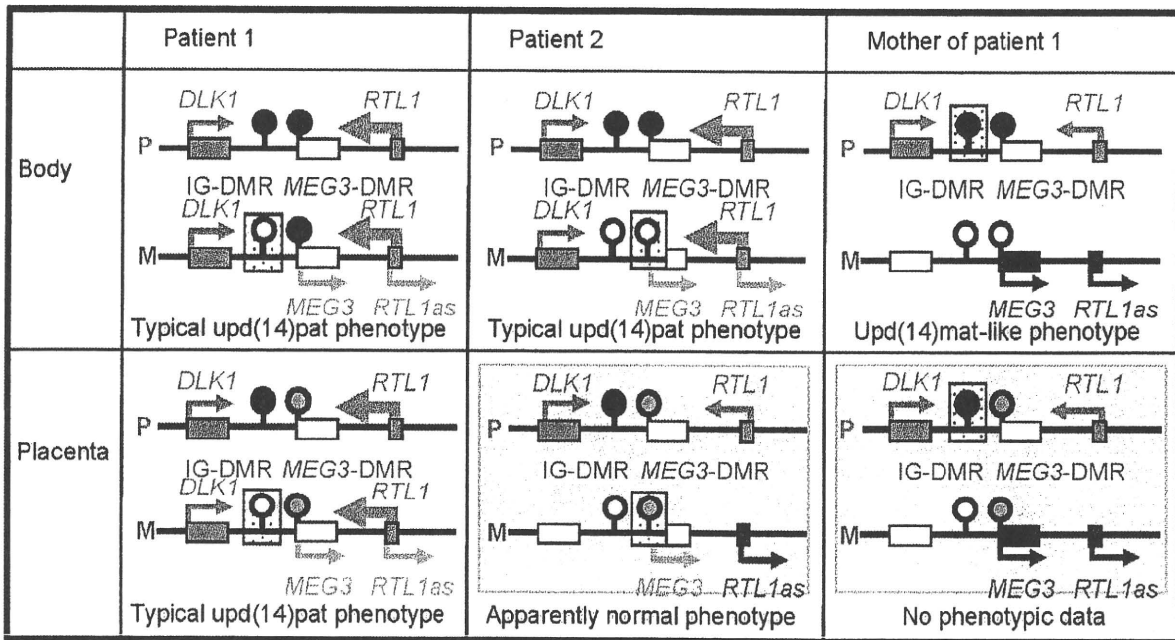 Patient 1
Patient 2
Mother of patient 1
Body
DLK1
RTL1
P
IG-DMR MEG3-DMR
DLK1
RTL1
M
MEG3 RTL1as
Typical upd(14)pat phenotype
DLK1
RTL1
P
IG-DMR MEG3-DMR
DLK1
RTL1
M
MEG3 RTL1as
Typical upd(14)pat phenotype
DLK1
RTL1
P
IG-DMR MEG3-DMR
M
MEG3 RTL1as
Upd(14)mat-like phenotype
Placenta
DLK1
RTL1
P
IG-DMR MEG3-DMR
DLK1
RTL1
M
MEG3 RTL1as
Typical upd(14)pat phenotype
DLK1
RTL1
P
IG-DMR MEG3-DMR
M
MEG3 RTL1as
Apparently normal phenotype
DLK1
RTL1
P
IG-DMR MEG3-DMR
M
MEG3 RTL1as
No phenotypic data